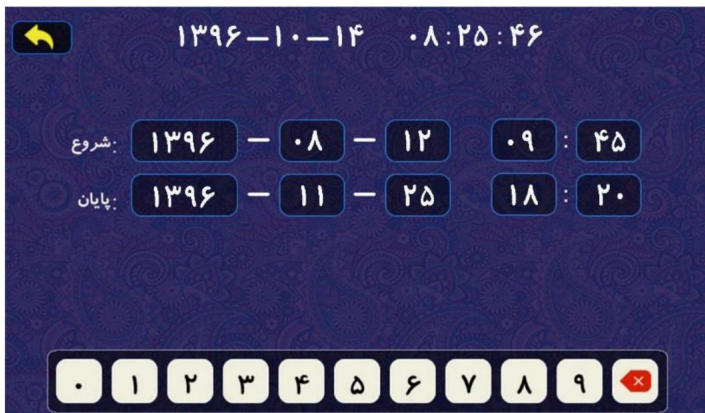 ۱۳۹۶-۱۰-۱۴ ۰۸:۲۵:۴۶
شروع: ۱۳۹۶ - ۰۸ - ۱۲ ۰۹ : ۴۵
پایان: ۱۳۹۶ - ۱۱ - ۲۵ ۱۸ : ۲۰
۰ ۱ ۲ ۳ ۴ ۵ ۶ ۷ ۸ ۹